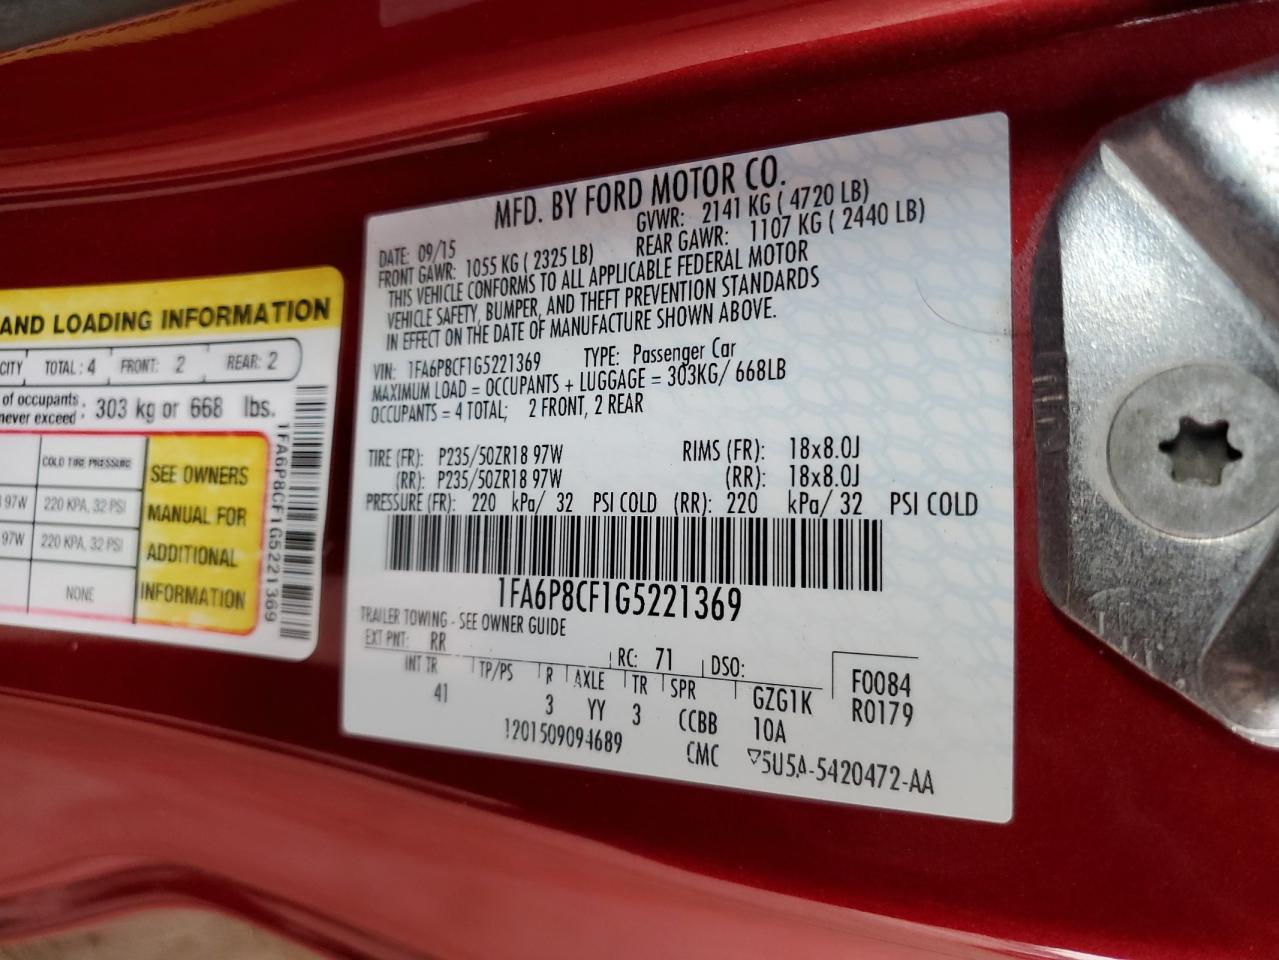 AND LOADING INFORMATION
CITY TOTAL: 4 FRONT: 2 REAR: 2
of occupants
never exceed: 303 kg or 668 lbs.
COLD TIRE PRESSURE
97W 220 KPA, 32 PSI
97W 220 KPA, 32 PSI
NONE
SEE OWNERS
MANUAL FOR
ADDITIONAL
INFORMATION
1FA6P8CF1G5221369
MFD. BY FORD MOTOR CO.
DATE: 09/15 GVWR: 2141 KG ( 4720 LB)
FRONT GAWR: 1055 KG ( 2325 LB) REAR GAWR: 1107 KG ( 2440 LB)
THIS VEHICLE CONFORMS TO ALL APPLICABLE FEDERAL MOTOR
VEHICLE SAFETY, BUMPER, AND THEFT PREVENTION STANDARDS
IN EFFECT ON THE DATE OF MANUFACTURE SHOWN ABOVE.
VIN: 1FA6P8CF1G5221369 TYPE: Passenger Car
MAXIMUM LOAD = OCCUPANTS + LUGGAGE = 303KG/ 668LB
OCCUPANTS = 4 TOTAL; 2 FRONT, 2 REAR
TIRE (FR): P235/50ZR18 97W RIMS (FR): 18x8.0J
(RR): P235/50ZR18 97W (RR): 18x8.0J
PRESSURE (FR): 220 kPa/ 32 PSI COLD (RR): 220 kPa/ 32 PSI COLD
1FA6P8CF1G5221369
TRAILER TOWING - SEE OWNER GUIDE
EXT PNT: RR RC: 71 DSO: F0084
INT TR TP/PS R AXLE TR SPR GZG1K R0179
41 3 YY 3 CCBB 10A
1201509094689 CMC ▽5U5A-5420472-AA